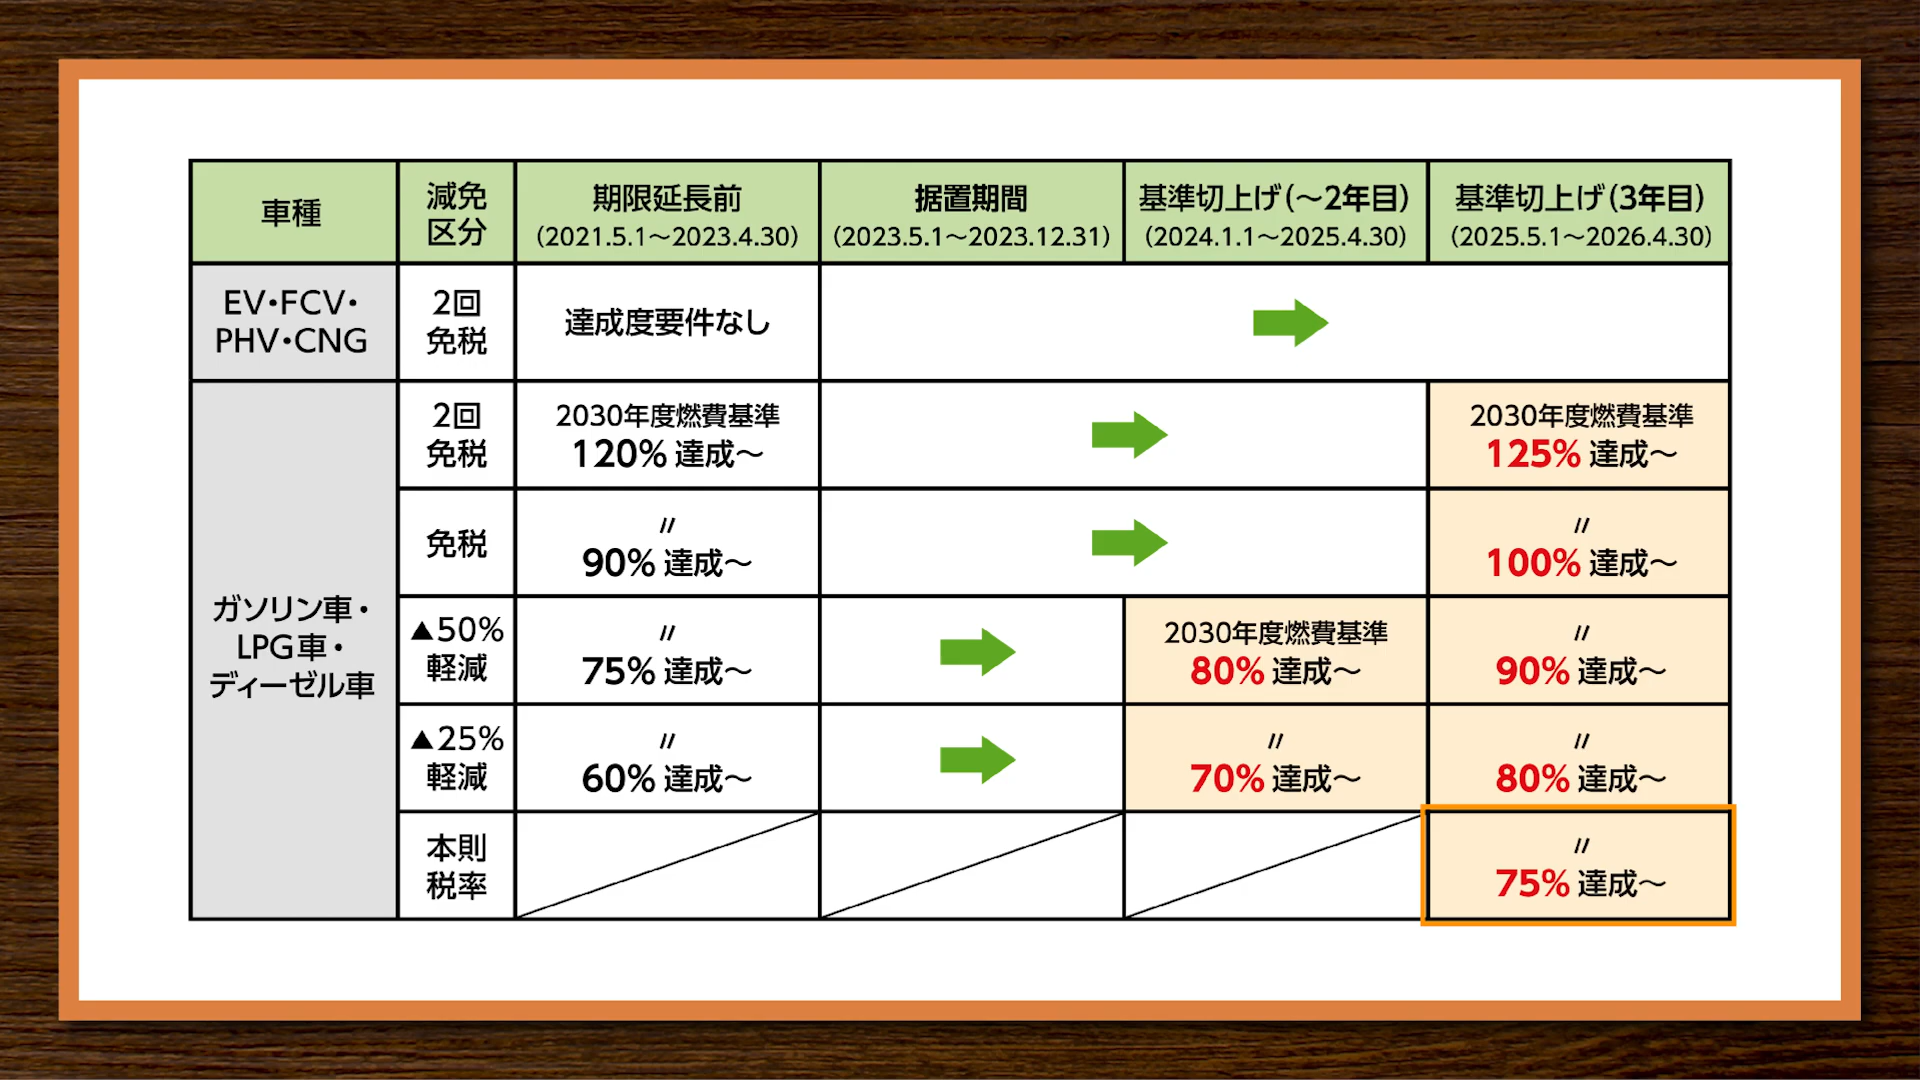 車種
減免
区分
期限延長前
(2021.5.1～2023.4.30)
据置期間
(2023.5.1～2023.12.31)
基準切上げ(～2年目)
(2024.1.1～2025.4.30)
基準切上げ(3年目)
(2025.5.1～2026.4.30)
EV・FCV・
PHV・CNG
2回
免税
達成度要件なし
ガソリン車・
LPG車・
ディーゼル車
2回
免税
2030年度燃費基準
120% 達成～
2030年度燃費基準
125% 達成～
免税
〃
90% 達成～
〃
100% 達成～
▲50%
軽減
〃
75% 達成～
2030年度燃費基準
80% 達成～
〃
90% 達成～
▲25%
軽減
〃
60% 達成～
〃
70% 達成～
〃
80% 達成～
本則
税率
〃
75% 達成～